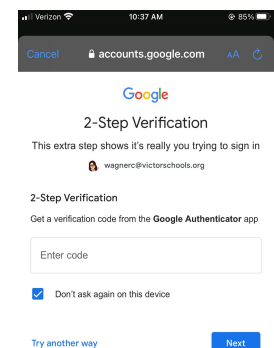 Verizon 10:37 AM 85%
Cancel accounts.google.com AA
Google
2-Step Verification
This extra step shows it's really you trying to sign in
wagnerc@victorschools.org
2-Step Verification
Get a verification code from the Google Authenticator app
Enter code
Don't ask again on this device
Try another way Next